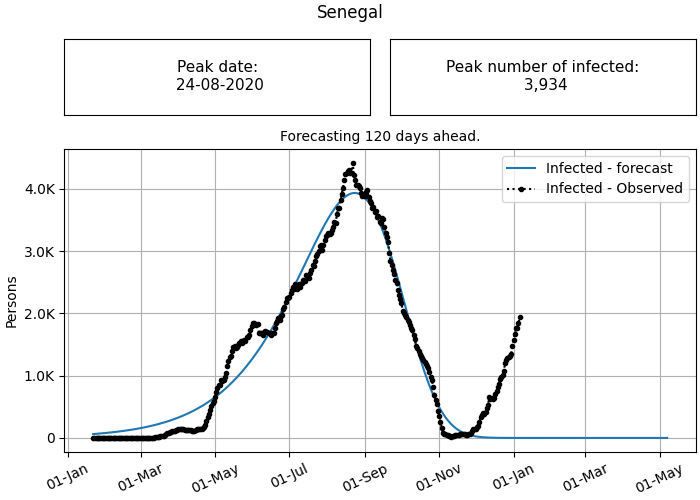 Senegal
Peak date:
24-08-2020
Peak number of infected:
3,934
Forecasting 120 days ahead.
Infected - forecast
Infected - Observed
Persons
4.0K
3.0K
2.0K
1.0K
0
01-Jan
01-Mar
01-May
01-Jul
01-Sep
01-Nov
01-Jan
01-Mar
01-May